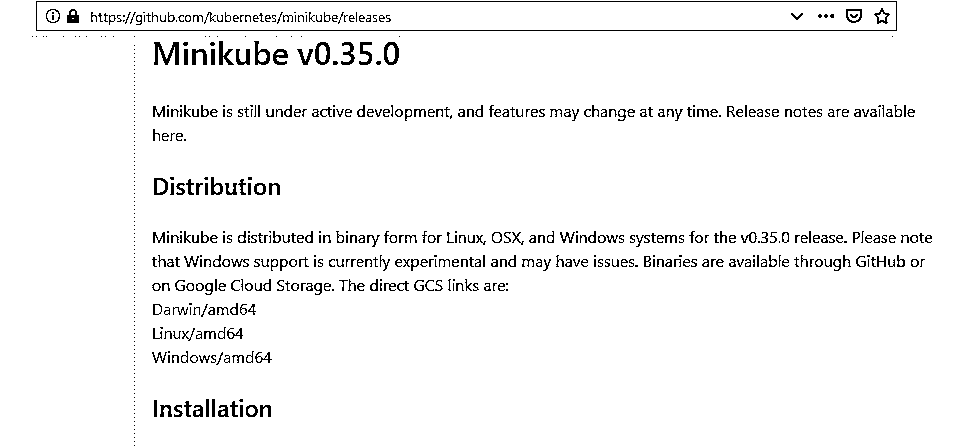 https://github.com/kubernetes/minikube/releases
Minikube v0.35.0
Minikube is still under active development, and features may change at any time. Release notes are available
here.
Distribution
Minikube is distributed in binary form for Linux, OSX, and Windows systems for the v0.35.0 release. Please note
that Windows support is currently experimental and may have issues. Binaries are available through GitHub or
on Google Cloud Storage. The direct GCS links are:
Darwin/amd64
Linux/amd64
Windows/amd64
Installation